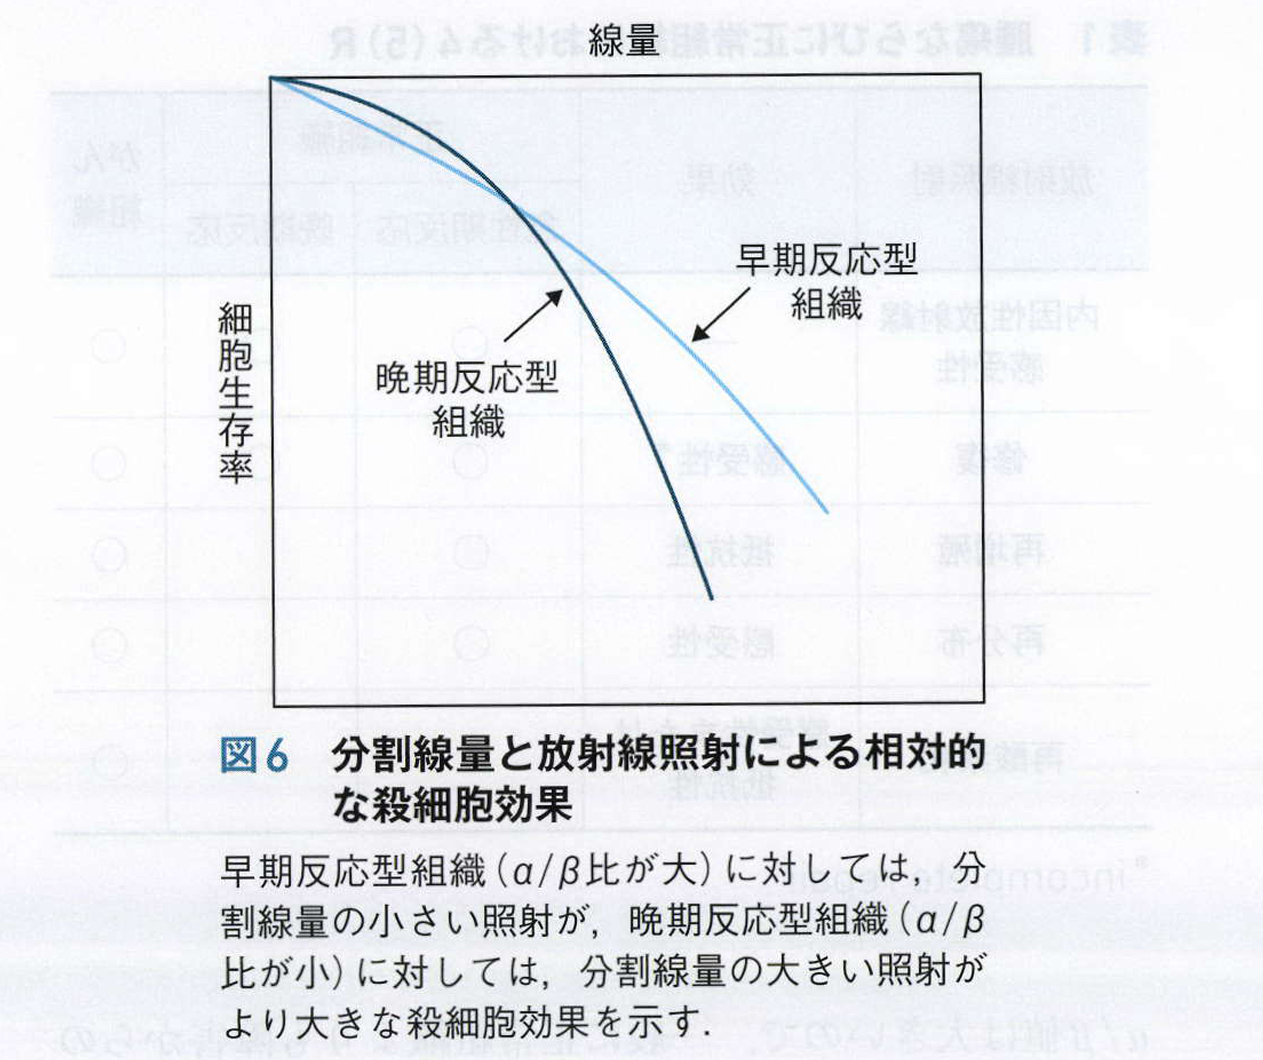 線量
細胞生存率
早期反応型
組織
晩期反応型
組織
図6 分割線量と放射線照射による相対的
な殺細胞効果
早期反応型組織(α/β比が大)に対しては,分
割線量の小さい照射が,晩期反応型組織(α/β
比が小)に対しては,分割線量の大きい照射が
より大きな殺細胞効果を示す.